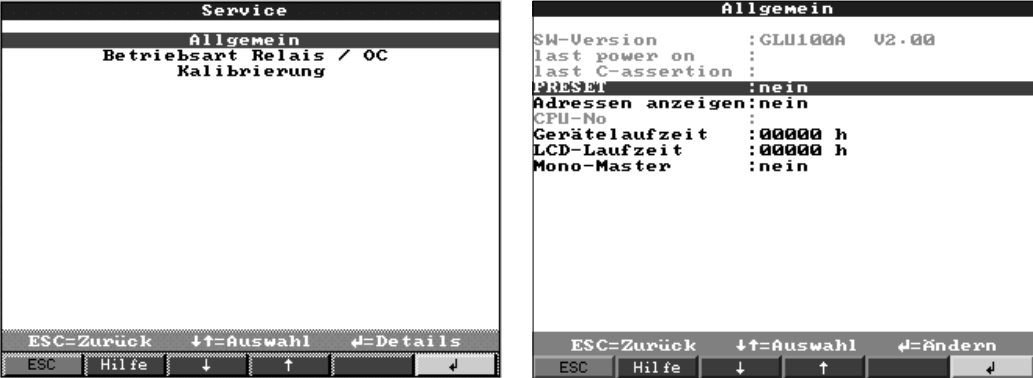 Service
Allgemein
Betriebsart Relais / OC
Kalibrierung
ESC=Zurück ↓↑=Auswahl ↲=Details
ESC Hilfe ↓ ↑ ↲
Allgemein
SW-Version :GLU100A V2.00
last power on :
last C-assertion :
PRESET :nein
Adressen anzeigen:nein
CPU-No :
Gerätelaufzeit :00000 h
LCD-Laufzeit :00000 h
Mono-Master :nein
ESC=Zurück ↓↑=Auswahl ↲=Ändern
ESC Hilfe ↓ ↑ ↲